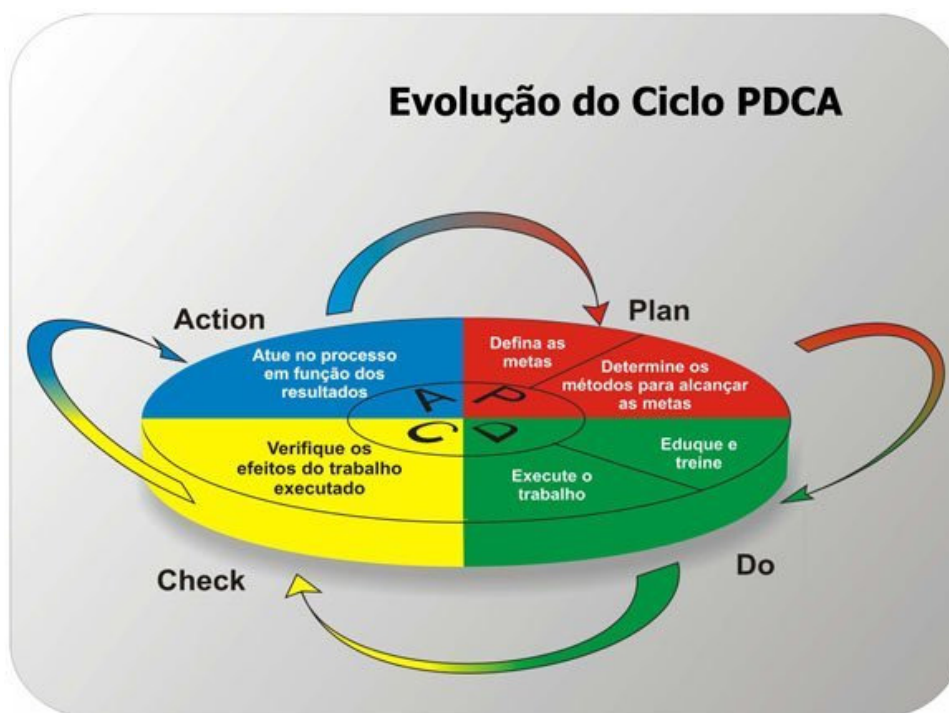 Evolução do Ciclo PDCA
Action
Plan
Atue no processo
em função dos
resultados
Defina as
metas
Determine os
métodos para alcançar
as metas
A P
C D
Verifique os
efeitos do trabalho
executado
Execute o
trabalho
Eduque e
treine
Check
Do